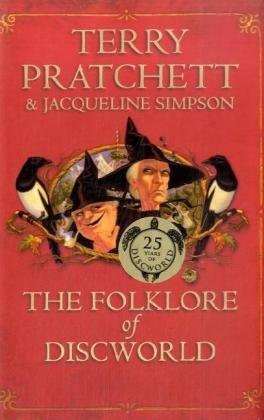 TERRY
PRATCHETT
& JACQUELINE SIMPSON
25
YEARS
OF
DISCWORLD
THE FOLKLORE
of
DISCWORLD